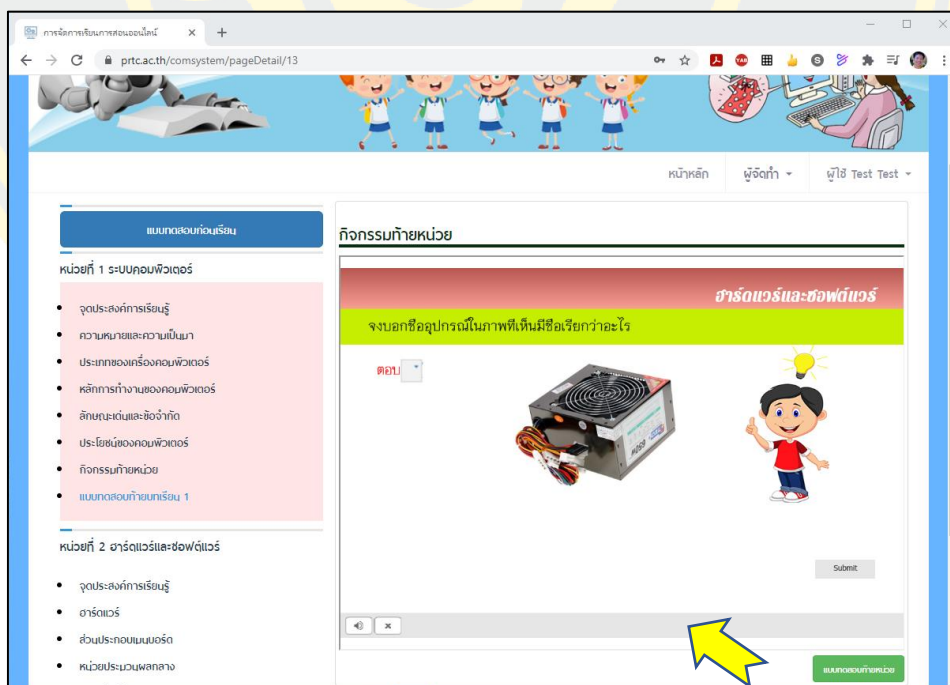 การจัดการเรียนการสอนออนไลน์
prtc.ac.th/comsystem/pageDetail/13
หน้าหลัก ผู้จัดทำ ผู้ใช้ Test Test
แบบทดสอบก่อนเรียน
หน่วยที่ 1 ระบบคอมพิวเตอร์
จุดประสงค์การเรียนรู้
ความหมายและความเป็นมา
ประเภทของเครื่องคอมพิวเตอร์
หลักการทำงานของคอมพิวเตอร์
ลักษณะเด่นและข้อจำกัด
ประโยชน์ของคอมพิวเตอร์
กิจกรรมท้ายหน่วย
แบบทดสอบท้ายบทเรียน 1
หน่วยที่ 2 ฮาร์ดแวร์และซอฟต์แวร์
จุดประสงค์การเรียนรู้
ฮาร์ดแวร์
ส่วนประกอบเมนบอร์ด
หน่วยประมวนผลกลาง
กิจกรรมท้ายหน่วย
ฮาร์ดแวร์และซอฟต์แวร์
จงบอกชื่ออุปกรณ์ในภาพที่เห็นมีชื่อเรียกว่าอะไร
ตอบ
600W
Submit
แบบทดสอบท้ายหน่วย